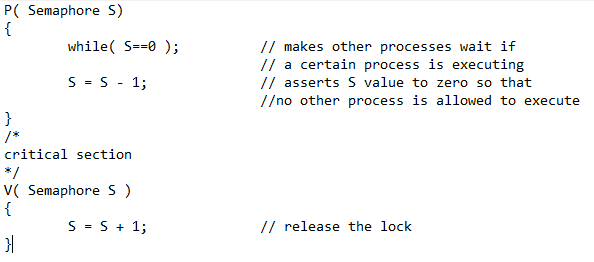 P( Semaphore S)
{
        while( S==0 );          // makes other processes wait if
                                // a certain process is executing
        S = S - 1;              // asserts S value to zero so that
                                //no other process is allowed to execute
}
/*
critical section
*/
V( Semaphore S )
{
        S = S + 1;              // release the lock
}